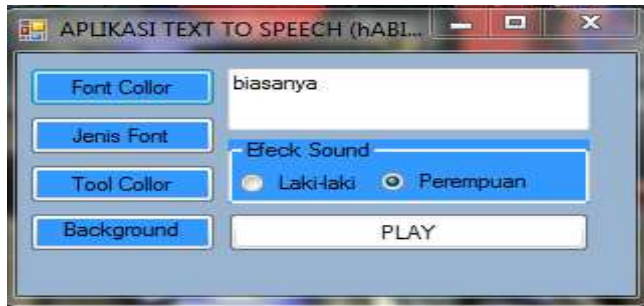 APLIKASI TEXT TO SPEECH (hABI...
Font Collor
biasanya
Jenis Font
Efeck Sound
Tool Collor
Laki-laki
Perempuan
Background
PLAY